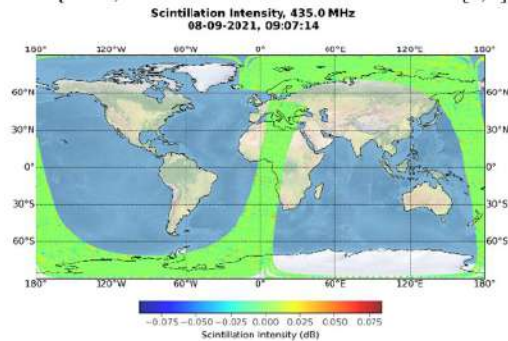 Scintillation Intensity, 435.0 MHz
08-09-2021, 09:07:14
180° 120°W 60°W 0° 60°E 120°E 180°
60°N 60°N
30°N 30°N
0° 0°
30°S 30°S
60°S 60°S
180° 120°W 60°W 0° 60°E 120°E 180°
-0.075 -0.050 -0.025 0.000 0.025 0.050 0.075
Scintillation Intensity (dB)